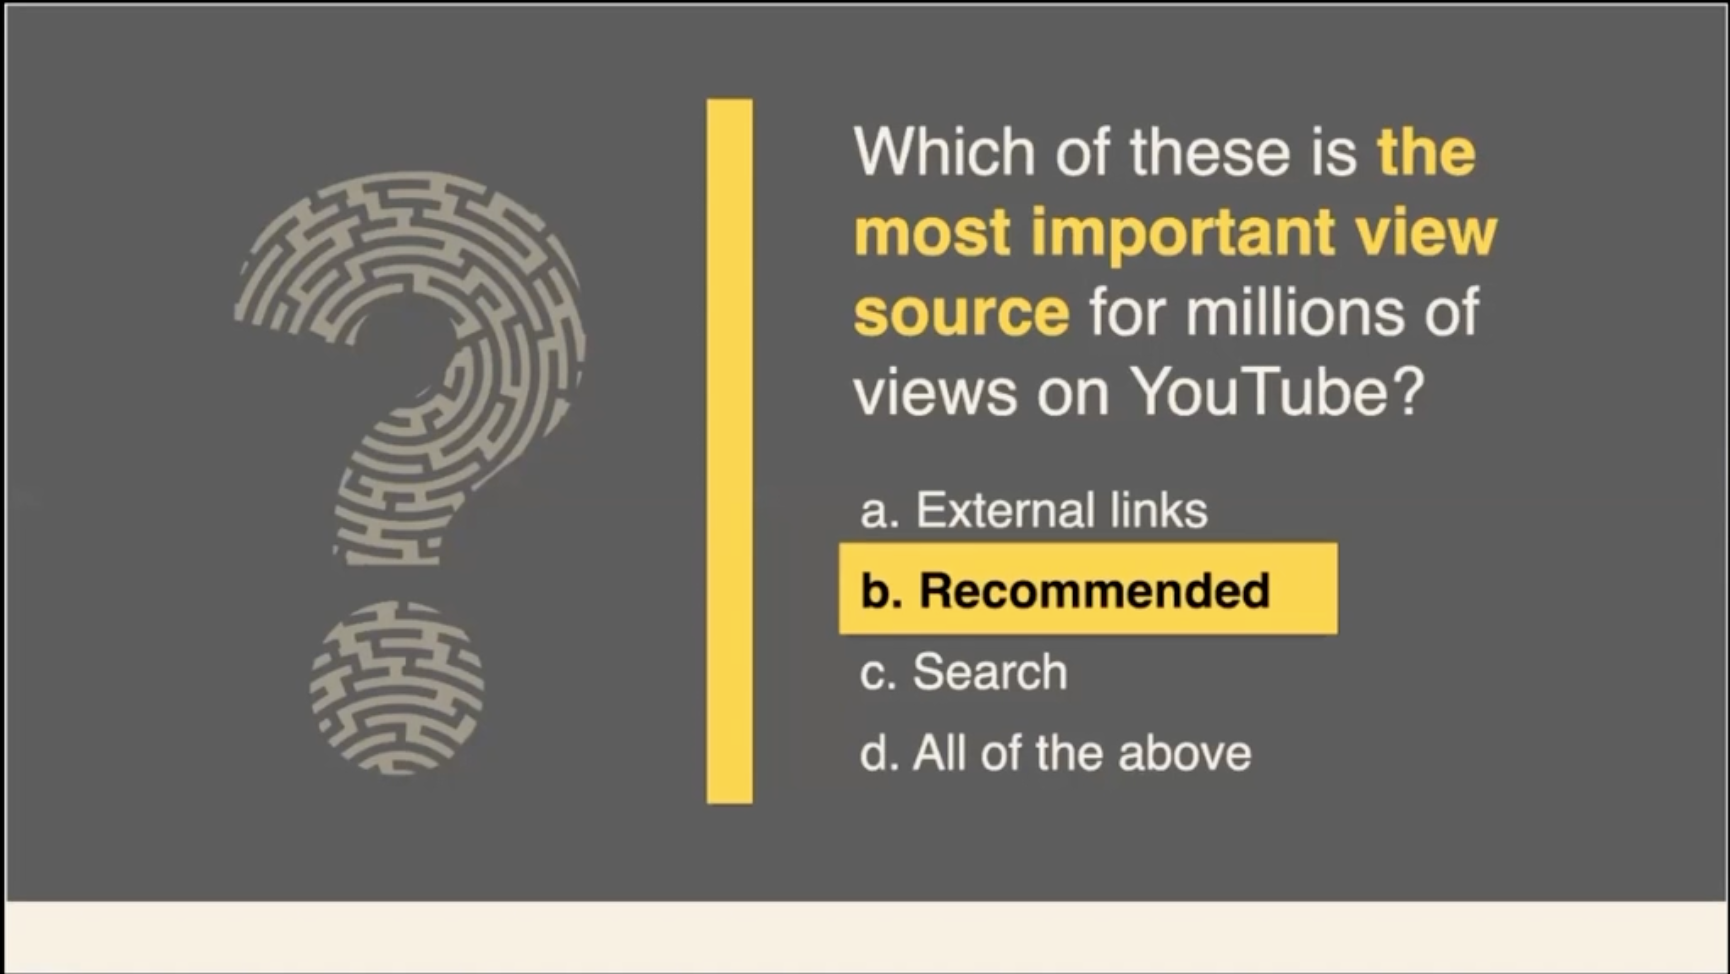 Which of these is the
most important view
source for millions of
views on YouTube?
a. External links
b. Recommended
c. Search
d. All of the above